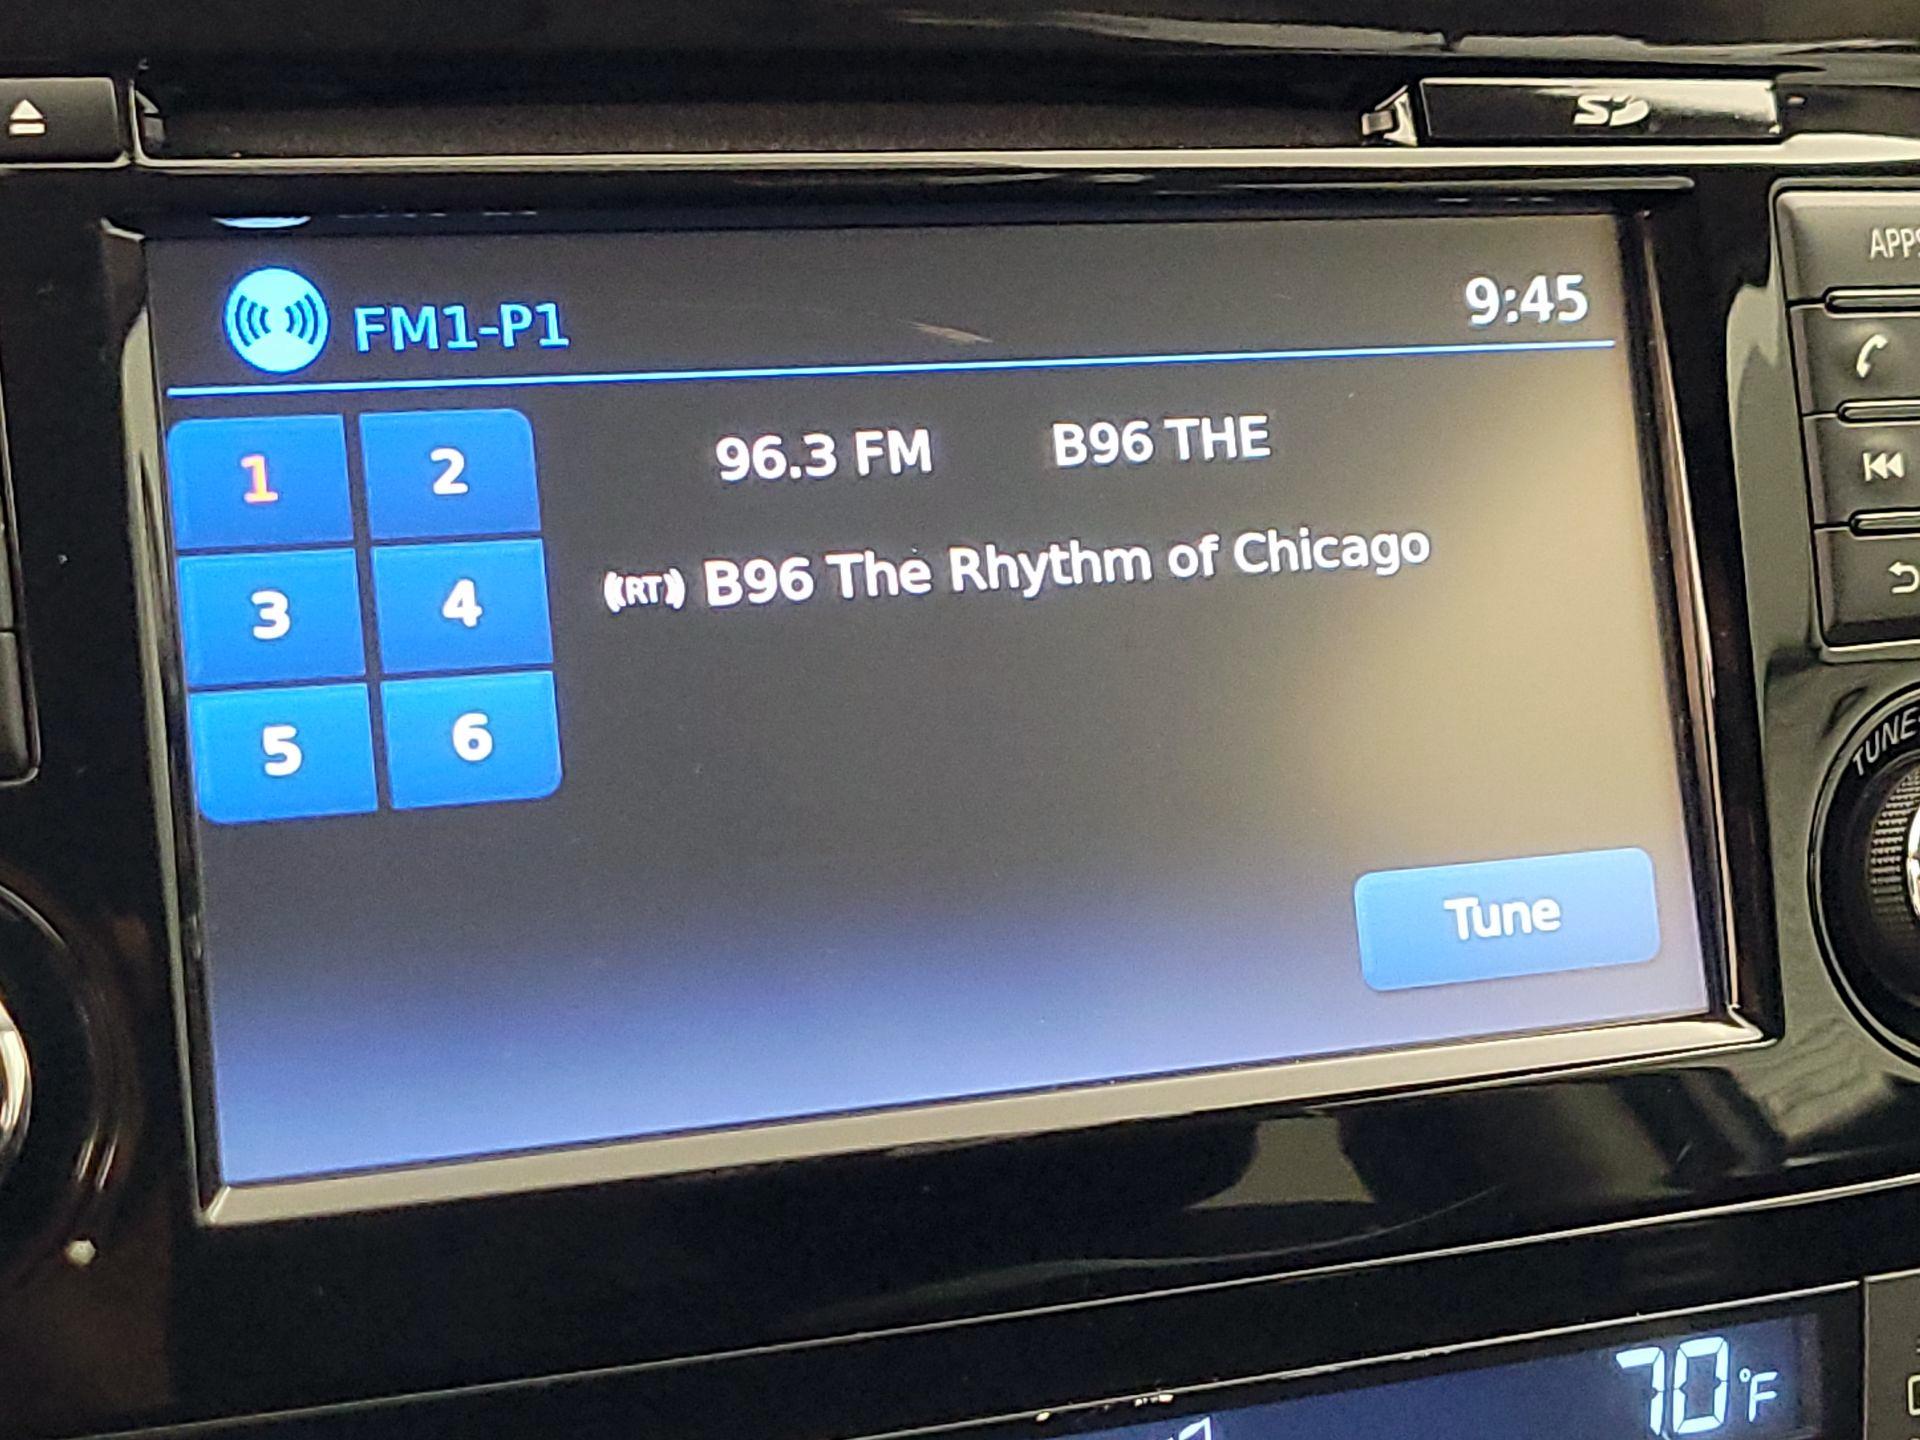 SD
APPS
FM1-P1
9:45
1
2
96.3 FM
B96 THE
3
4
((RT)) B96 The Rhythm of Chicago
5
6
TUNE
Tune
70°F